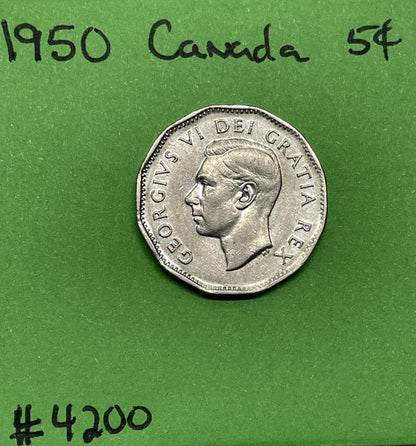 1950 Canada 5¢
GEORGIVS VI DEI GRATIA REX
#4200